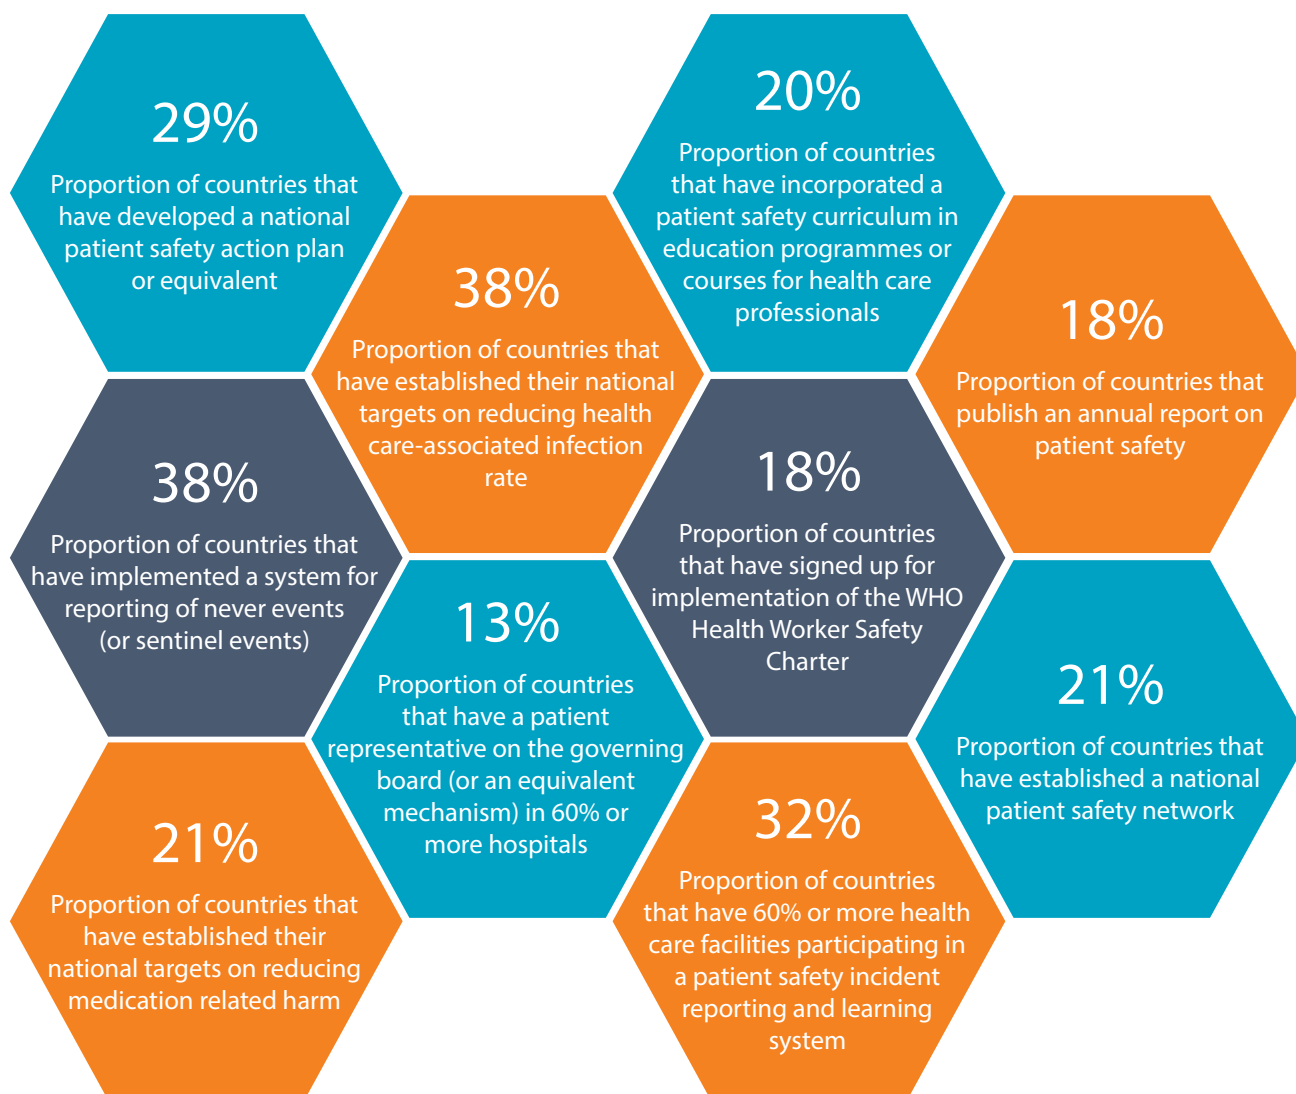 29%
Proportion of countries that
have developed a national
patient safety action plan
or equivalent
20%
Proportion of countries
that have incorporated a
patient safety curriculum in
education programmes or
courses for health care
professionals
38%
Proportion of countries that
have established their national
targets on reducing health
care-associated infection
rate
18%
Proportion of countries that
publish an annual report on
patient safety
38%
Proportion of countries that
have implemented a system for
reporting of never events
(or sentinel events)
18%
Proportion of countries
that have signed up for
implementation of the WHO
Health Worker Safety
Charter
13%
Proportion of countries
that have a patient
representative on the governing
board (or an equivalent
mechanism) in 60% or
more hospitals
21%
Proportion of countries that
have established a national
patient safety network
21%
Proportion of countries that
have established their
national targets on reducing
medication related harm
32%
Proportion of countries
that have 60% or more health
care facilities participating in
a patient safety incident
reporting and learning
system